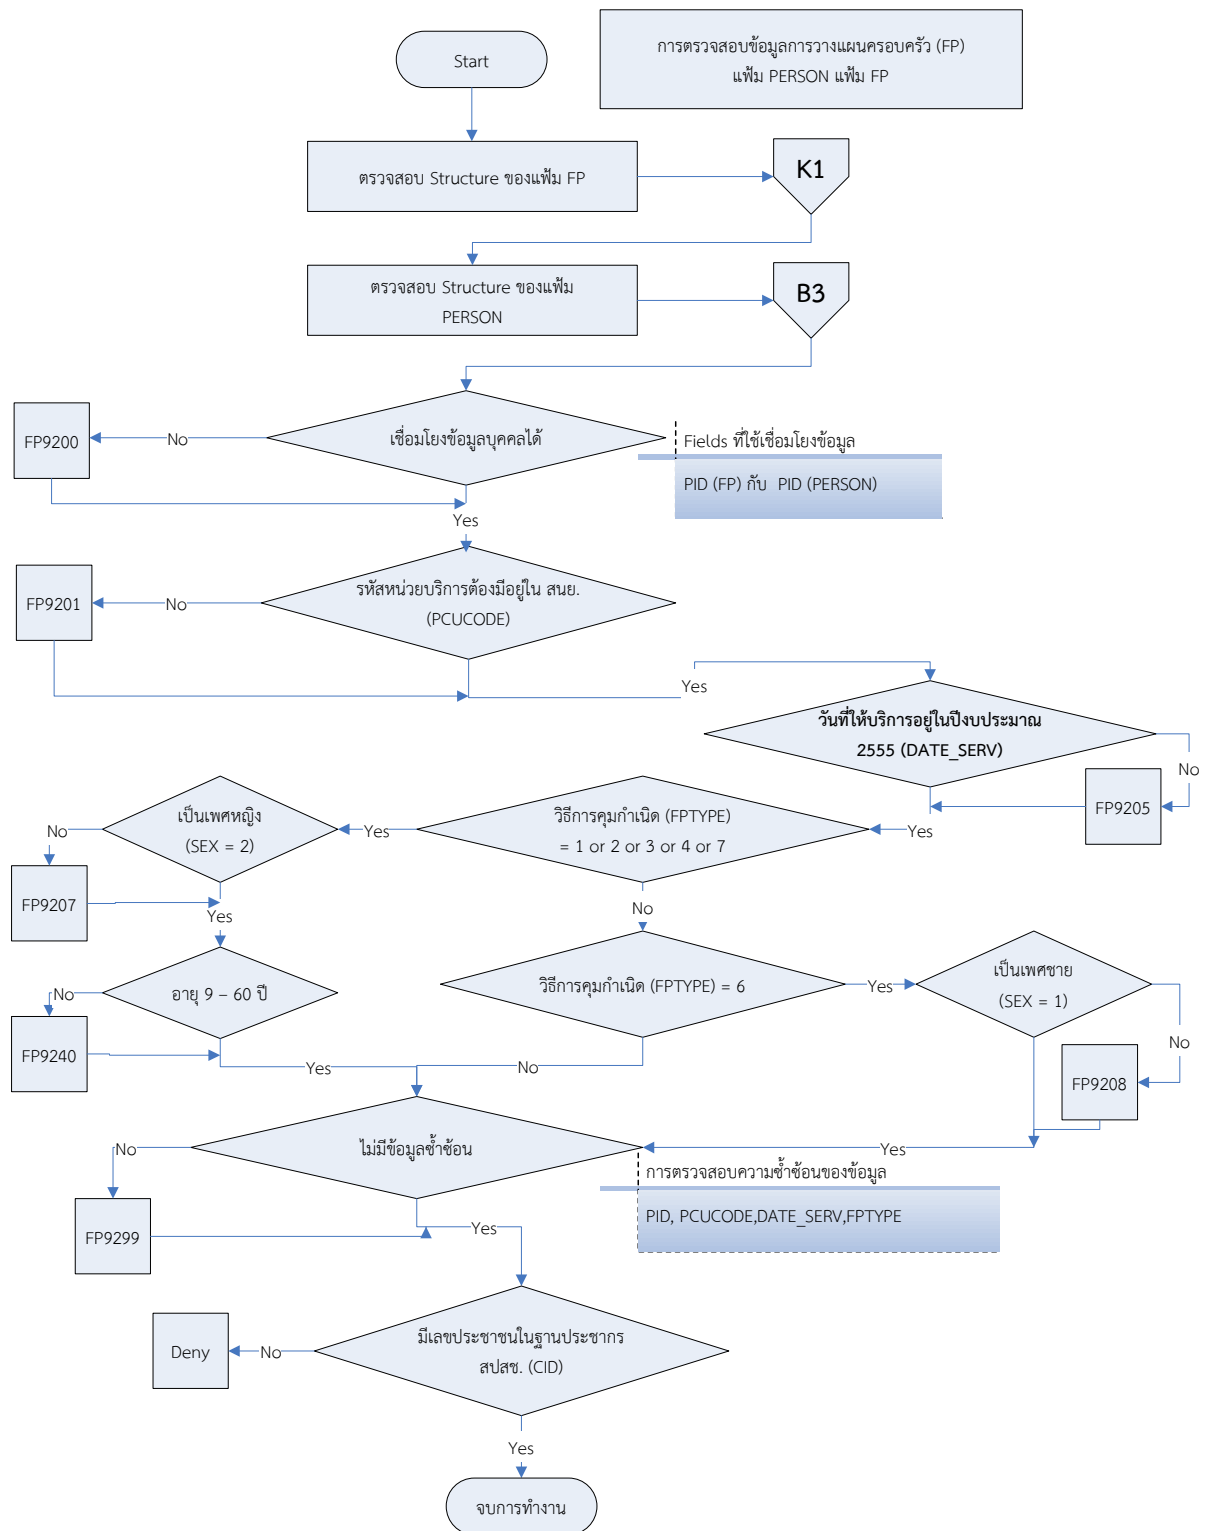 Start
การตรวจสอบข้อมูลการวางแผนครอบครัว (FP)
แฟ้ม PERSON แฟ้ม FP
ตรวจสอบ Structure ของแฟ้ม FP
K1
ตรวจสอบ Structure ของแฟ้ม
PERSON
B3
FP9200
No
เชื่อมโยงข้อมูลบุคคลได้
Fields ที่ใช้เชื่อมโยงข้อมูล
PID (FP) กับ PID (PERSON)
Yes
FP9201
No
รหัสหน่วยบริการต้องมีอยู่ใน สนย.
(PCUCODE)
Yes
วันที่ให้บริการอยู่ในปีงบประมาณ
2555 (DATE_SERV)
No
FP9205
เป็นเพศหญิง
(SEX = 2)
Yes
วิธีการคุมกำเนิด (FPTYPE)
= 1 or 2 or 3 or 4 or 7
Yes
No
FP9207
Yes
No
เป็นเพศชาย
(SEX = 1)
อายุ 9 – 60 ปี
No
วิธีการคุมกำเนิด (FPTYPE) = 6
Yes
No
FP9240
Yes
No
FP9208
No
ไม่มีข้อมูลซ้ำซ้อน
Yes
การตรวจสอบความซ้ำซ้อนของข้อมูล
PID, PCUCODE,DATE_SERV,FPTYPE
FP9299
Yes
Deny
No
มีเลขประชาชนในฐานประชากร
สปสช. (CID)
Yes
จบการทำงาน